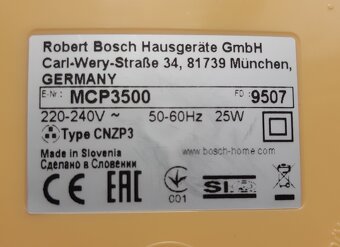 Robert Bosch Hausgeräte GmbH
Carl-Wery-Straße 34, 81739 München,
GERMANY
E-Nr.: MCP3500 FD: 9507
220-240V ~ 50-60Hz 25W
Type CNZP3
Made in Slovenia www.bosch-home.com
Сделано в Словении
CE EAC 001 SI